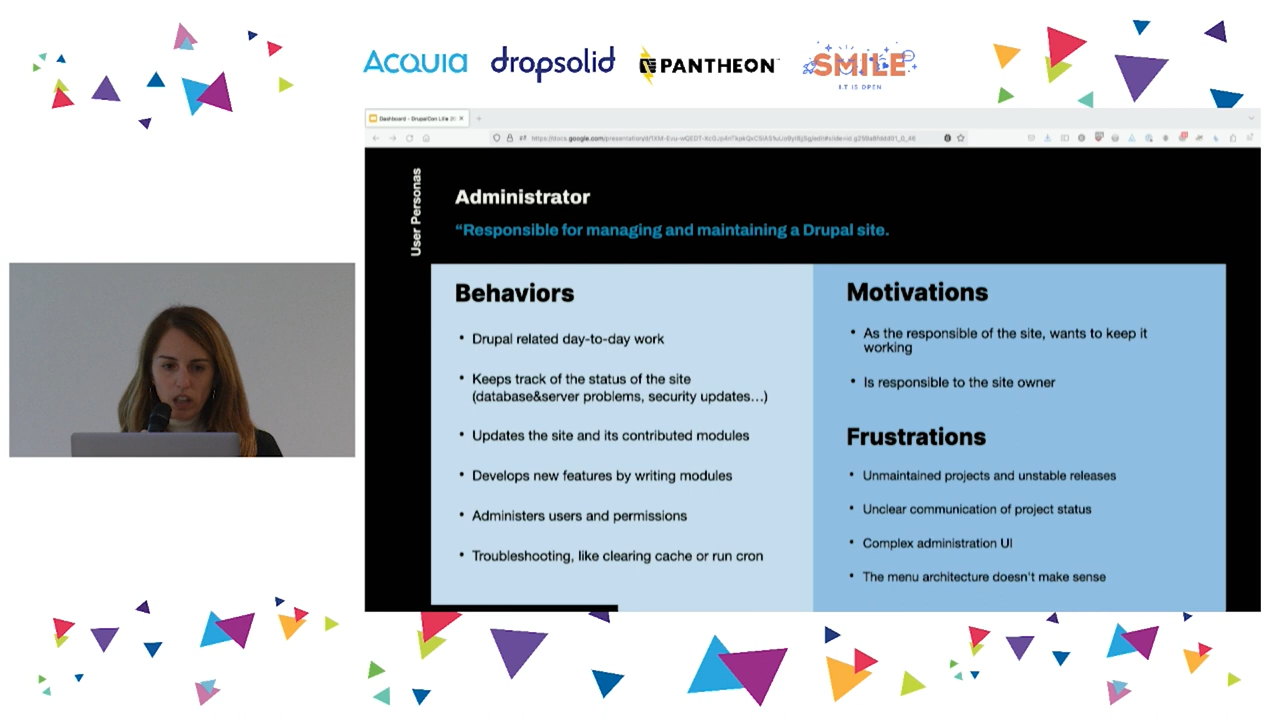 ACQUIA
dropsolid
PANTHEON
SMILE
I.T IS OPEN
User Personas
Administrator
“Responsible for managing and maintaining a Drupal site.
Behaviors
• Drupal related day-to-day work
• Keeps track of the status of the site
(database&server problems, security updates...)
• Updates the site and its contributed modules
• Develops new features by writing modules
• Administers users and permissions
• Troubleshooting, like clearing cache or run cron
Motivations
• As the responsible of the site, wants to keep it
working
• Is responsible to the site owner
Frustrations
• Unmaintained projects and unstable releases
• Unclear communication of project status
• Complex administration UI
• The menu architecture doesn't make sense